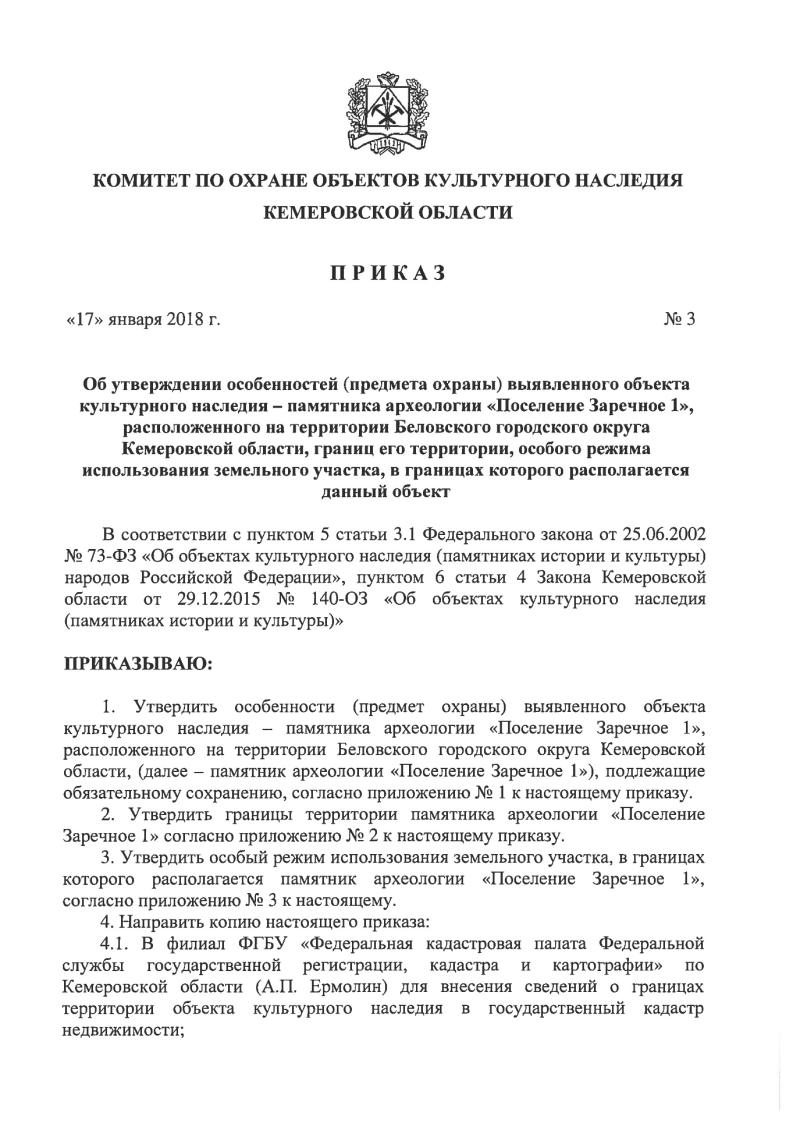 КОМИТЕТ ПО ОХРАНЕ ОБЪЕКТОВ КУЛЬТУРНОГО НАСЛЕДИЯ
КЕМЕРОВСКОЙ ОБЛАСТИ
П Р И К А З
«17» января 2018 г. № 3
Об утверждении особенностей (предмета охраны) выявленного объекта
культурного наследия – памятника археологии «Поселение Заречное 1»,
расположенного на территории Беловского городского округа
Кемеровской области, границ его территории, особого режима
использования земельного участка, в границах которого располагается
данный объект
В соответствии с пунктом 5 статьи 3.1 Федерального закона от 25.06.2002
№ 73-ФЗ «Об объектах культурного наследия (памятниках истории и культуры)
народов Российской Федерации», пунктом 6 статьи 4 Закона Кемеровской
области от 29.12.2015 № 140-ОЗ «Об объектах культурного наследия
(памятниках истории и культуры)»
ПРИКАЗЫВАЮ:
1. Утвердить особенности (предмет охраны) выявленного объекта
культурного наследия – памятника археологии «Поселение Заречное 1»,
расположенного на территории Беловского городского округа Кемеровской
области, (далее – памятник археологии «Поселение Заречное 1»), подлежащие
обязательному сохранению, согласно приложению № 1 к настоящему приказу.
2. Утвердить границы территории памятника археологии «Поселение
Заречное 1» согласно приложению № 2 к настоящему приказу.
3. Утвердить особый режим использования земельного участка, в границах
которого располагается памятник археологии «Поселение Заречное 1»,
согласно приложению № 3 к настоящему.
4. Направить копию настоящего приказа:
4.1. В филиал ФГБУ «Федеральная кадастровая палата Федеральной
службы государственной регистрации, кадастра и картографии» по
Кемеровской области (А.П. Ермолин) для внесения сведений о границах
территории объекта культурного наследия в государственный кадастр
недвижимости;